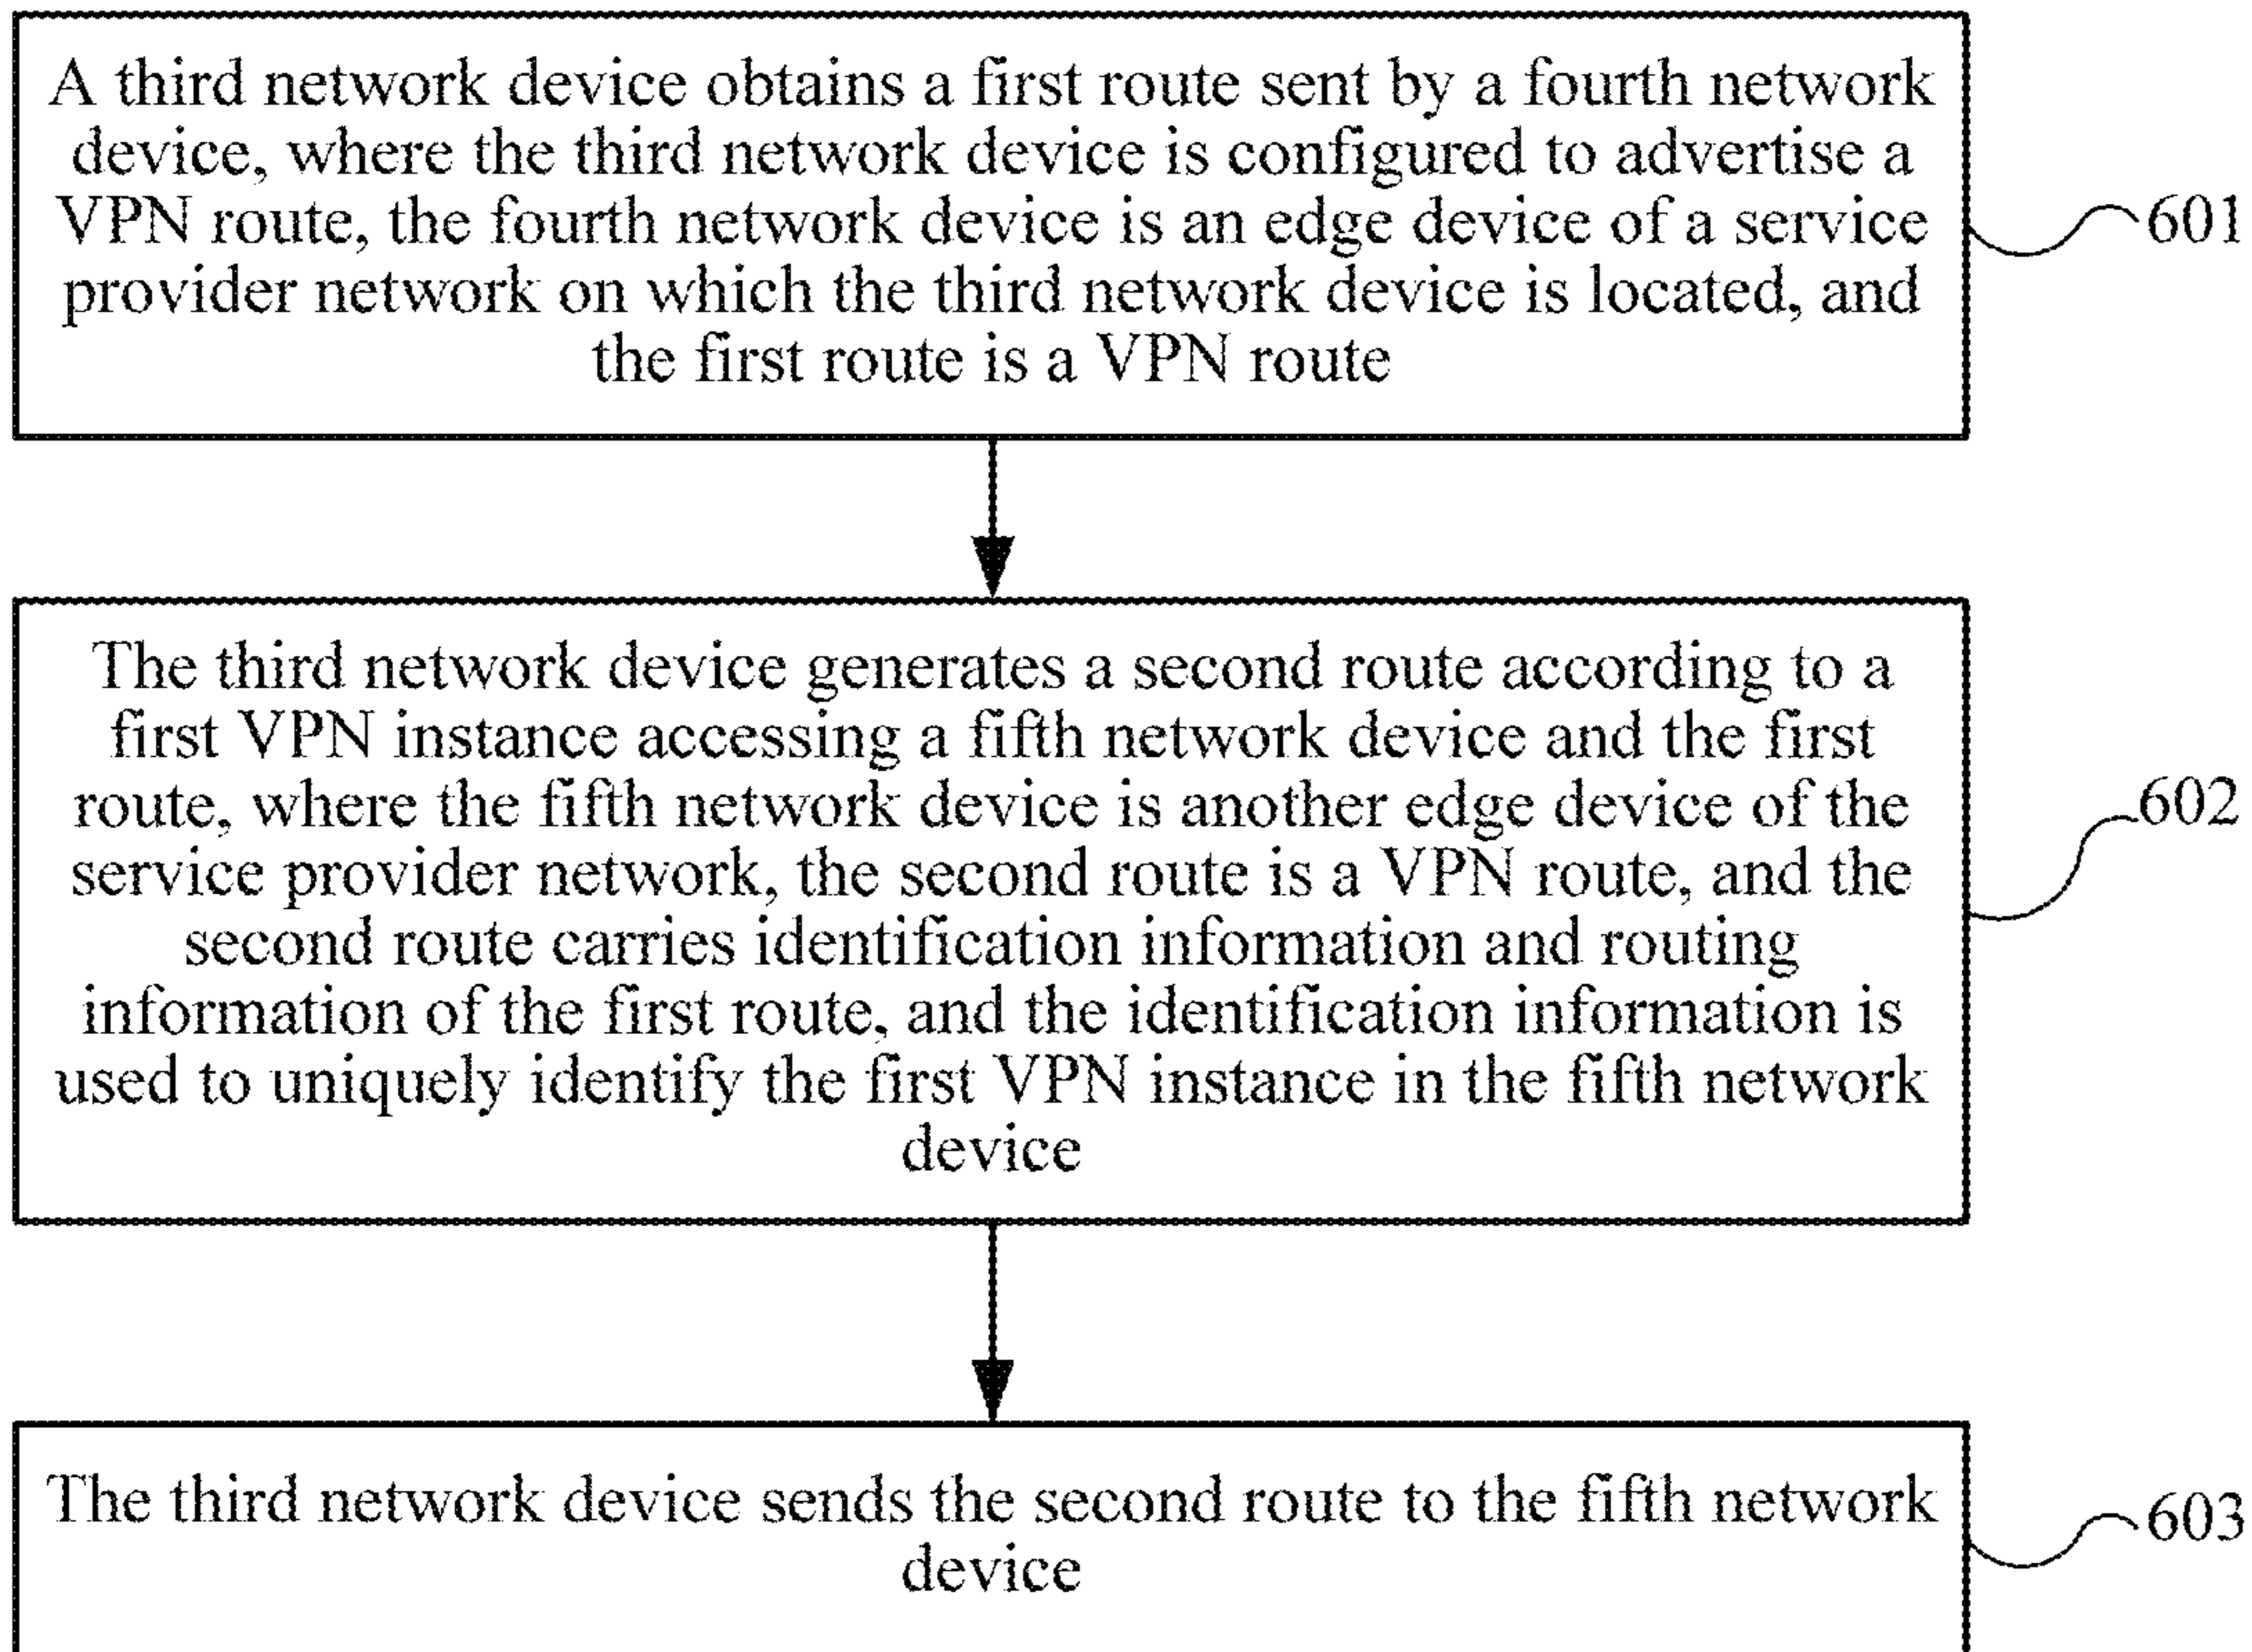 A third network device obtains a first route sent by a fourth network
device, where the third network device is configured to advertise a
VPN route, the fourth network device is an edge device of a service
provider network on which the third network device is located, and
the first route is a VPN route
601
The third network device generates a second route according to a
first VPN instance accessing a fifth network device and the first
route, where the fifth network device is another edge device of the
service provider network, the second route is a VPN route, and the
second route carries identification information and routing
information of the first route, and the identification information is
used to uniquely identify the first VPN instance in the fifth network
device
602
The third network device sends the second route to the fifth network
device
603